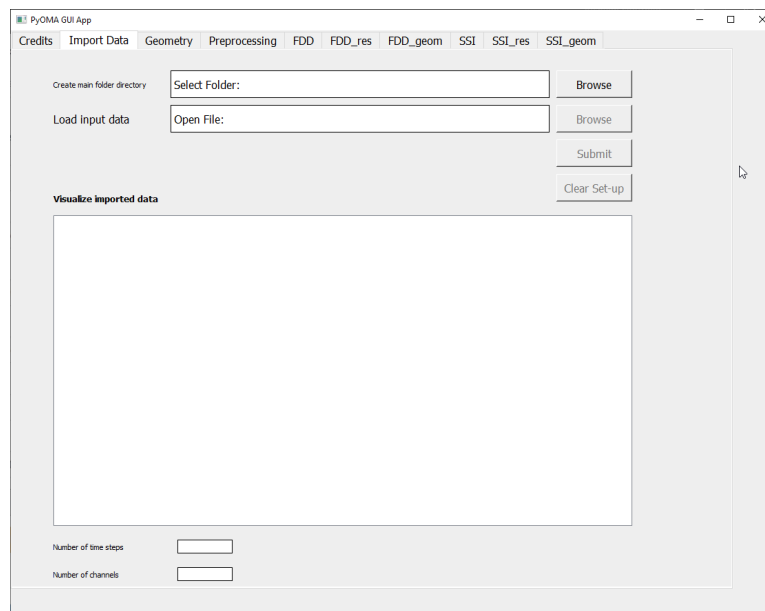 PyOMA GUI App
Credits Import Data Geometry Preprocessing FDD FDD_res FDD_geom SSI SSI_res SSI_geom
Create main folder directory Select Folder: Browse
Load input data Open File: Browse
Submit
Clear Set-up
Visualize imported data
Number of time steps
Number of channels